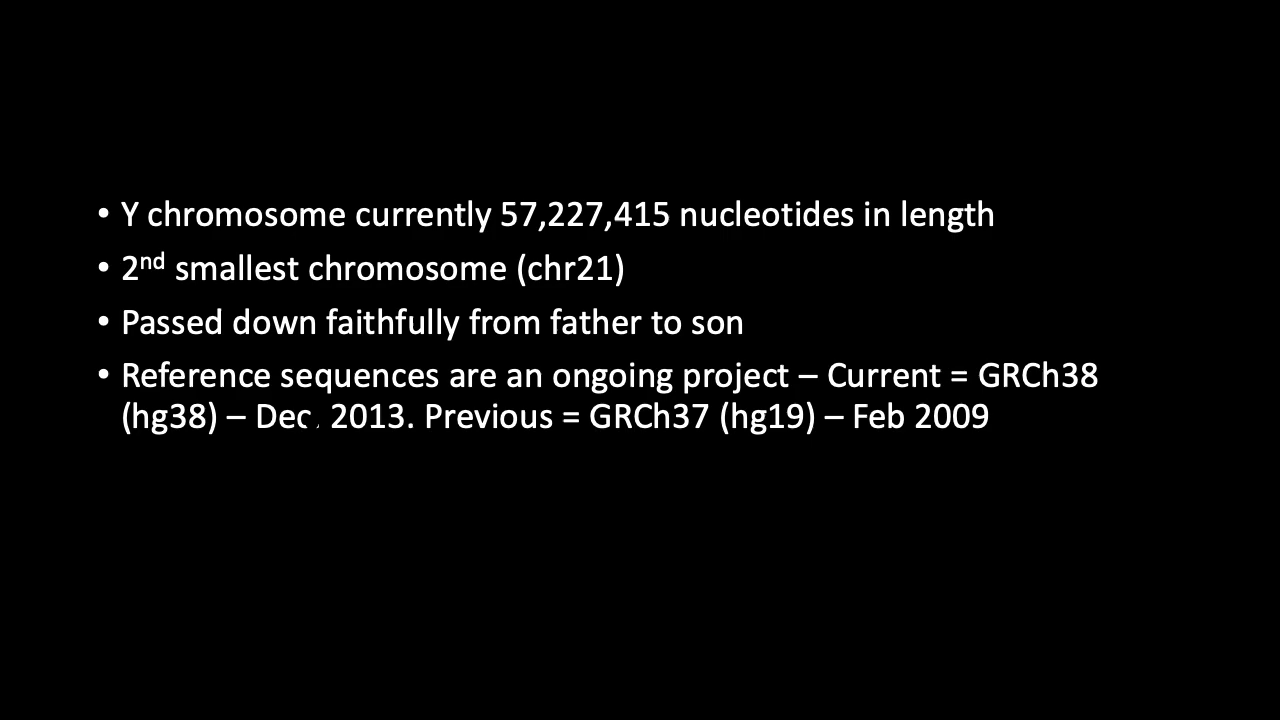 • Y chromosome currently 57,227,415 nucleotides in length
• 2nd smallest chromosome (chr21)
• Passed down faithfully from father to son
• Reference sequences are an ongoing project – Current = GRCh38
(hg38) – Dec, 2013. Previous = GRCh37 (hg19) – Feb 2009